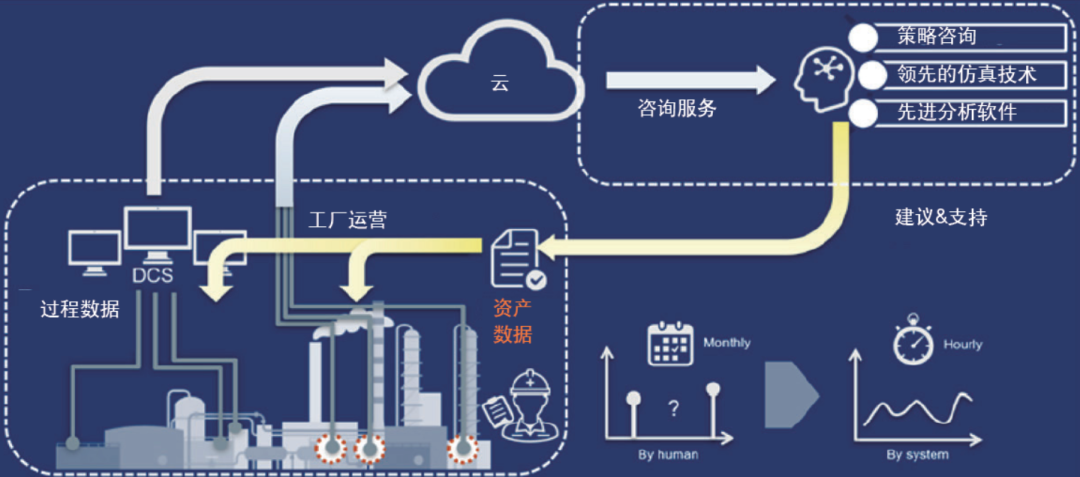 策略咨询
云
领先的仿真技术
咨询服务
先进分析软件
工厂运营
建议&支持
DCS
过程数据
资产
数据
Monthly
Hourly
?
By human
By system